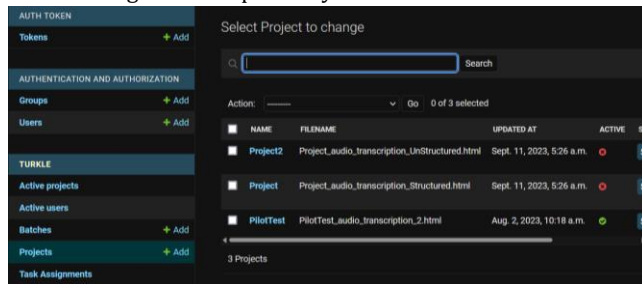 AUTH TOKEN
Tokens + Add
AUTHENTICATION AND AUTHORIZATION
Groups + Add
Users + Add
TURKLE
Active projects
Active users
Batches + Add
Projects + Add
Task Assignments
Select Project to change
Search
Action: ------ Go 0 of 3 selected
NAME FILENAME UPDATED AT ACTIVE
Project2 Project_audio_transcription_UnStructured.html Sept. 11, 2023, 5:26 a.m.
Project Project_audio_transcription_Structured.html Sept. 11, 2023, 5:26 a.m.
PilotTest PilotTest_audio_transcription_2.html Aug. 2, 2023, 10:18 a.m.
3 Projects